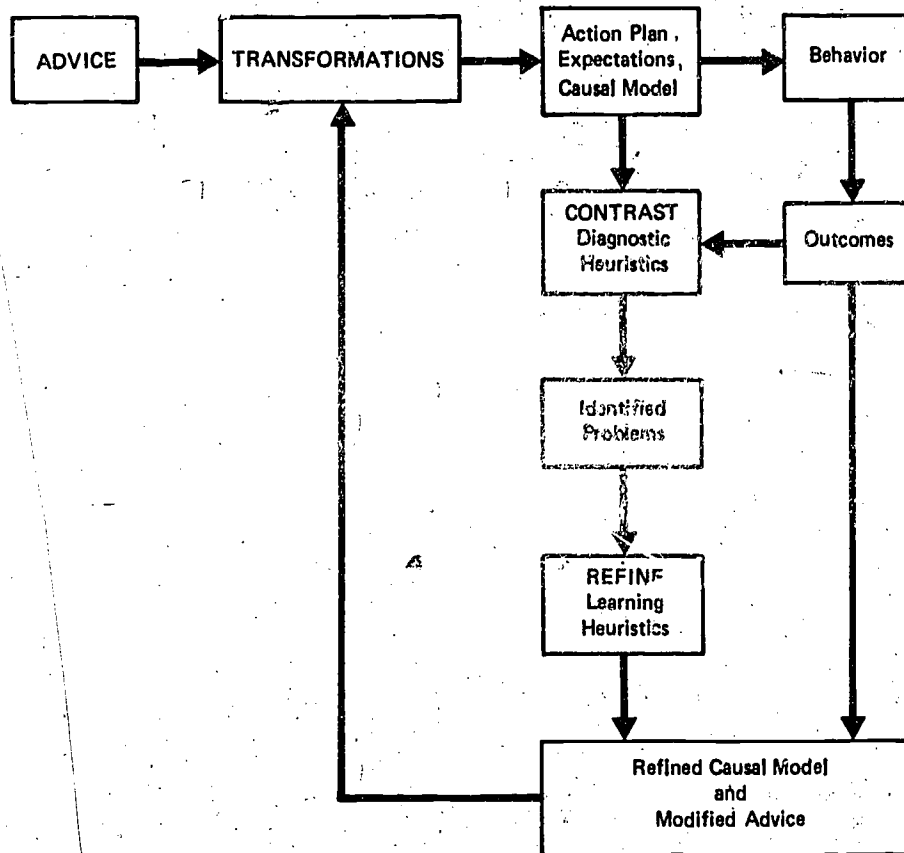 ADVICE
TRANSFORMATIONS
Action Plan,
Expectations,
Causal Model
Behavior
CONTRAST
Diagnostic
Heuristics
Outcomes
Identified
Problems
REFINE
Learning
Heuristics
Refined Causal Model
and
Modified Advice